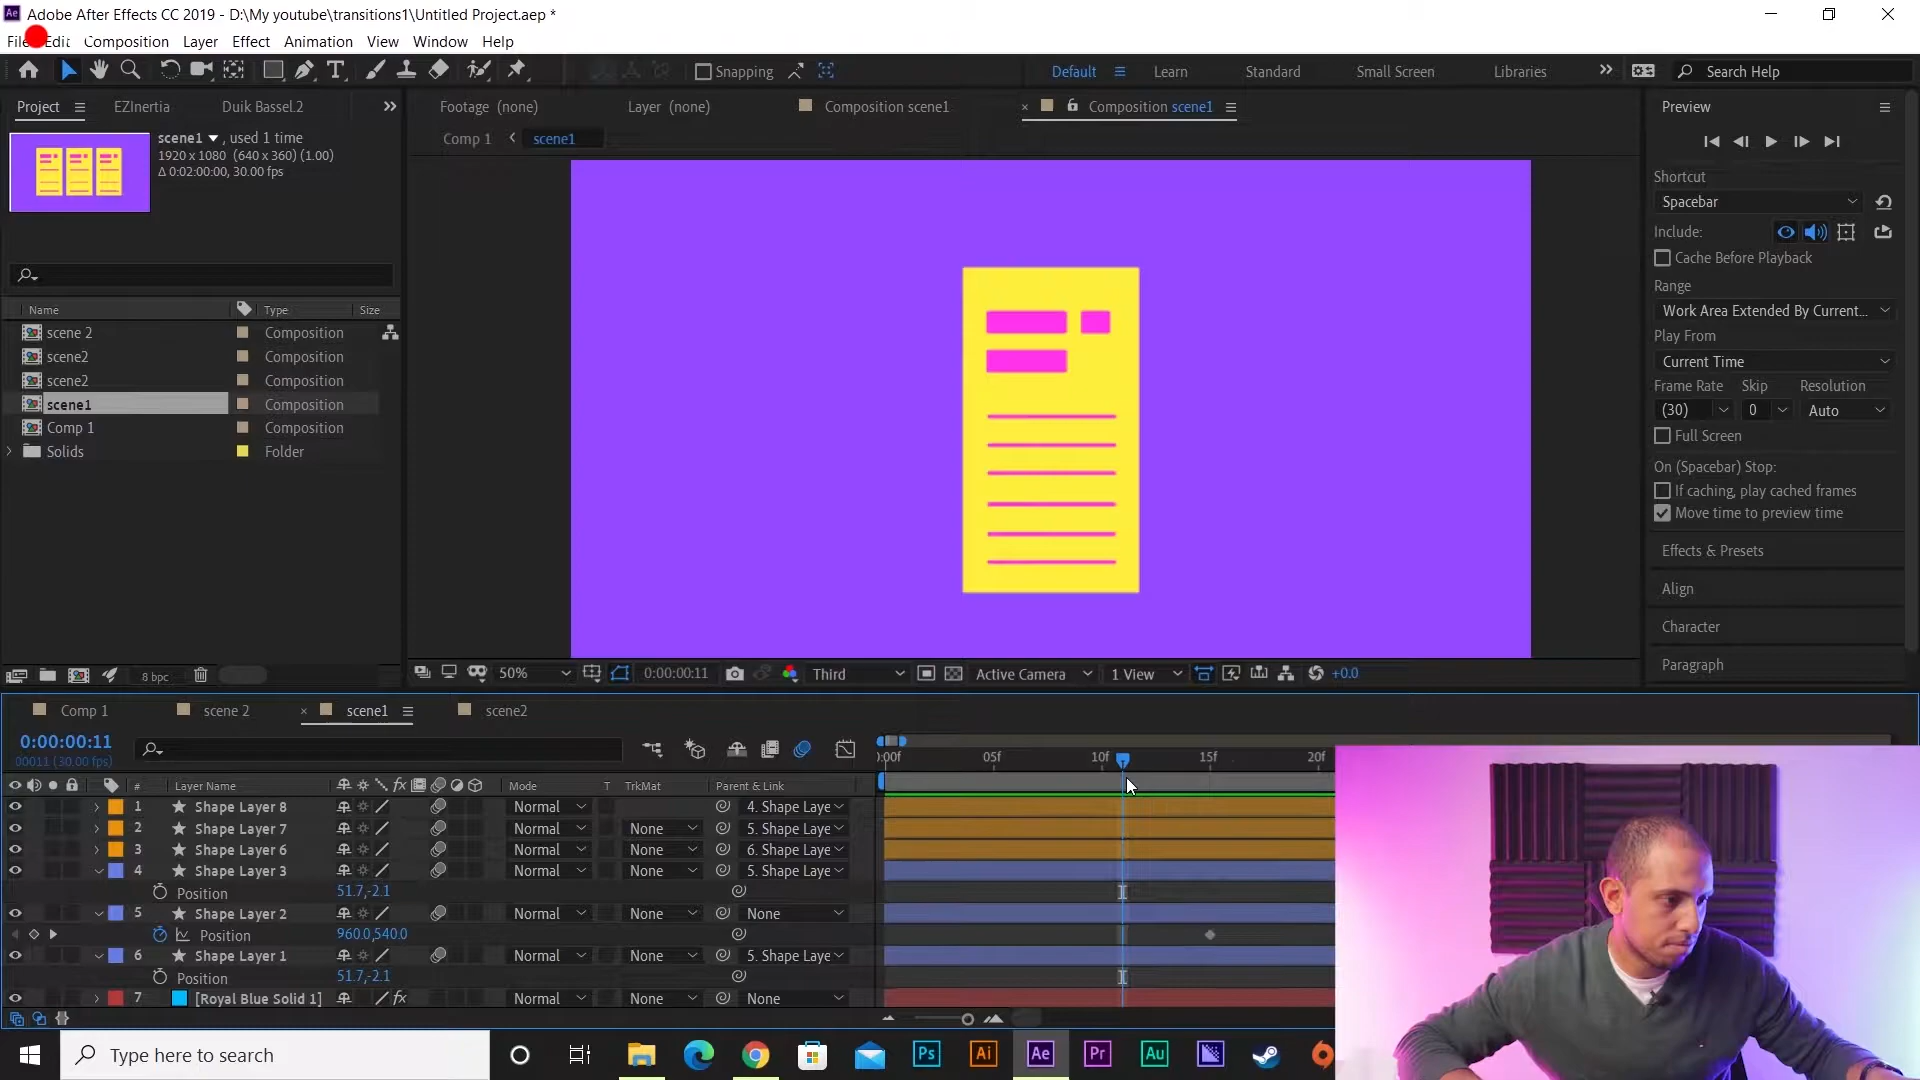 Ae Adobe After Effects CC 2019 - D:\My youtube\transitions1\Untitled Project.aep *
File Edit Composition Layer Effect Animation View Window Help
Snapping Default Learn Standard Small Screen Libraries Search Help
Project EZInertia Duik Bassel.2 Footage (none) Layer (none) Composition scene1 Composition scene1 Preview
scene1, used 1 time
1920 x 1080 (640 x 360) (1.00)
Δ 0:02:00:00, 30.00 fps
Comp 1 scene1
Name Type Size
scene 2 Composition
scene2 Composition
scene2 Composition
scene1 Composition
Comp 1 Composition
Solids Folder
8 bpc
50% 0:00:00:11 Third Active Camera 1 View +0.0
Shortcut
Spacebar
Include:
Cache Before Playback
Range
Work Area Extended By Current...
Play From
Current Time
Frame Rate Skip Resolution
(30) 0 Auto
Full Screen
On (Spacebar) Stop:
If caching, play cached frames
Move time to preview time
Effects & Presets
Align
Character
Paragraph
Comp 1 scene 2 scene1 scene2
0:00:00:11
00011 (30.00 fps)
):00f 05f 10f 15f 20f
# Layer Name fx Mode T TrkMat Parent & Link
1 Shape Layer 8 Normal 4. Shape Laye
2 Shape Layer 7 Normal None 5. Shape Laye
3 Shape Layer 6 Normal None 6. Shape Laye
4 Shape Layer 3 Normal None 5. Shape Laye
Position 51.7,-2.1
5 Shape Layer 2 Normal None None
Position 960.0,540.0
6 Shape Layer 1 Normal None 5. Shape Laye
Position 51.7,-2.1
7 [Royal Blue Solid 1] fx Normal None None
Type here to search Ps Ai Ae Pr Au